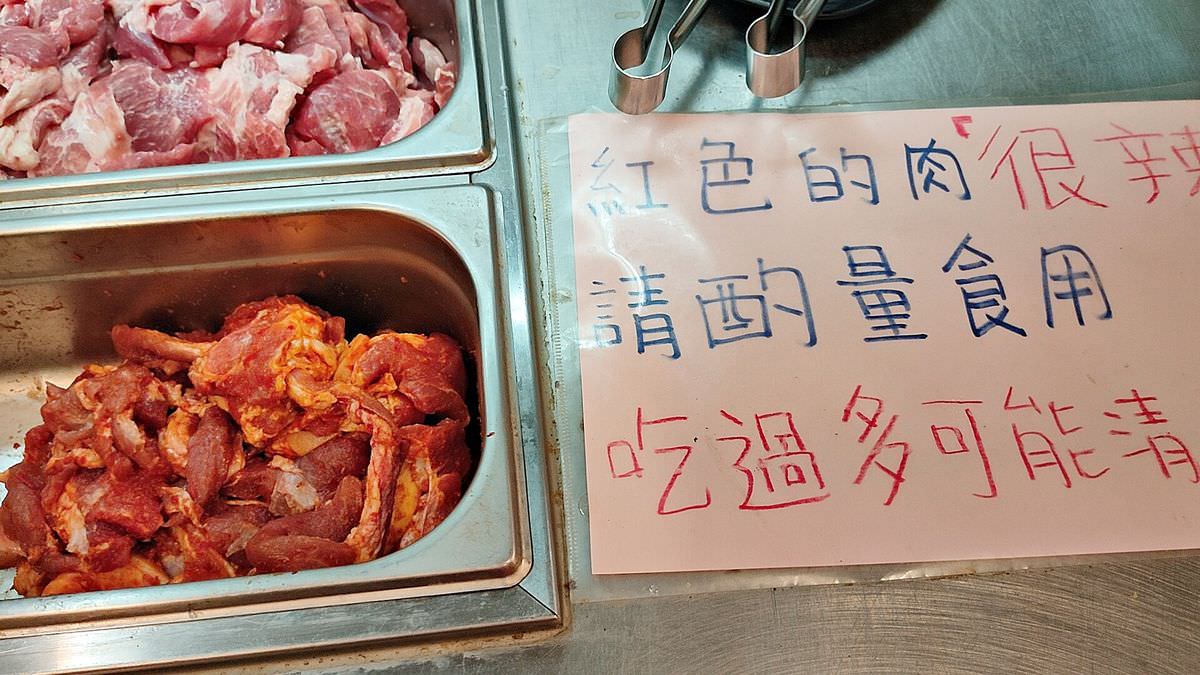 紅色的肉很辣
請酌量食用
吃過多可能清